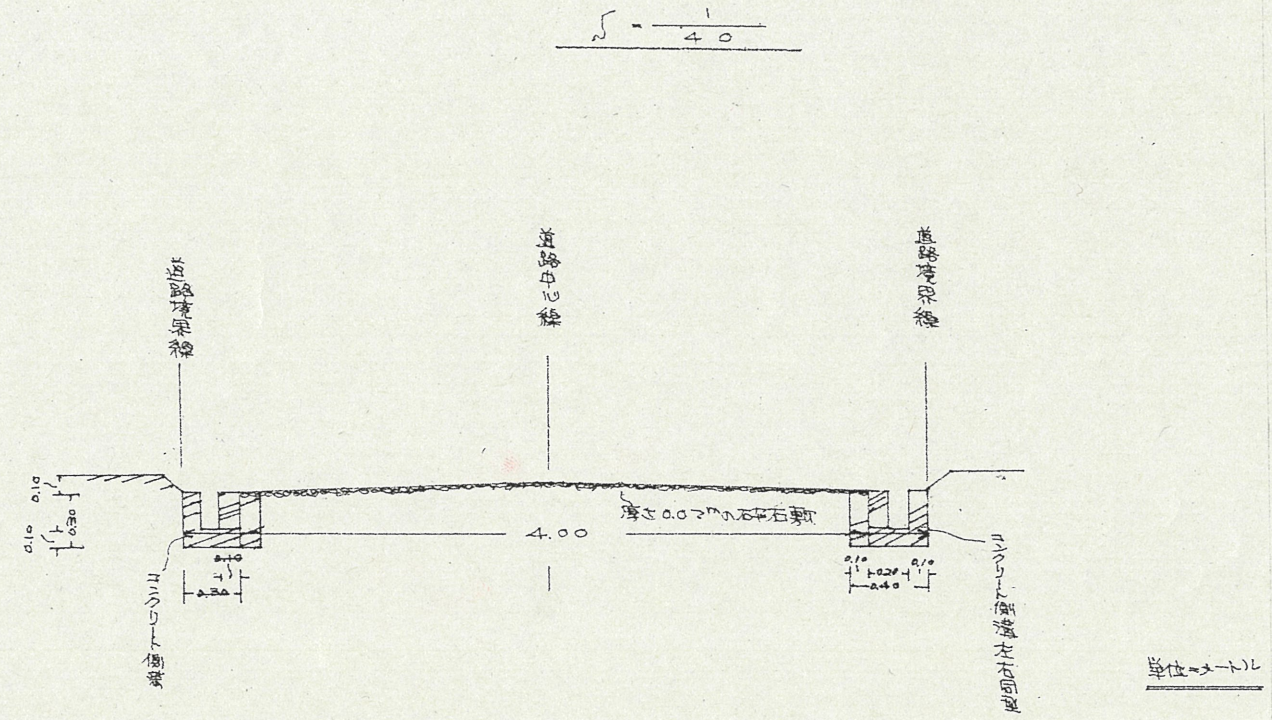 S = 1/40
道路境界線
道路中心線
道路境界線
0.10
0.30
0.10
厚さ0.07mの砕石敷
4.00
0.10
0.20
0.10
0.40
0.30
コンクリート側溝
コンクリート側溝左右同断
単位=メートル